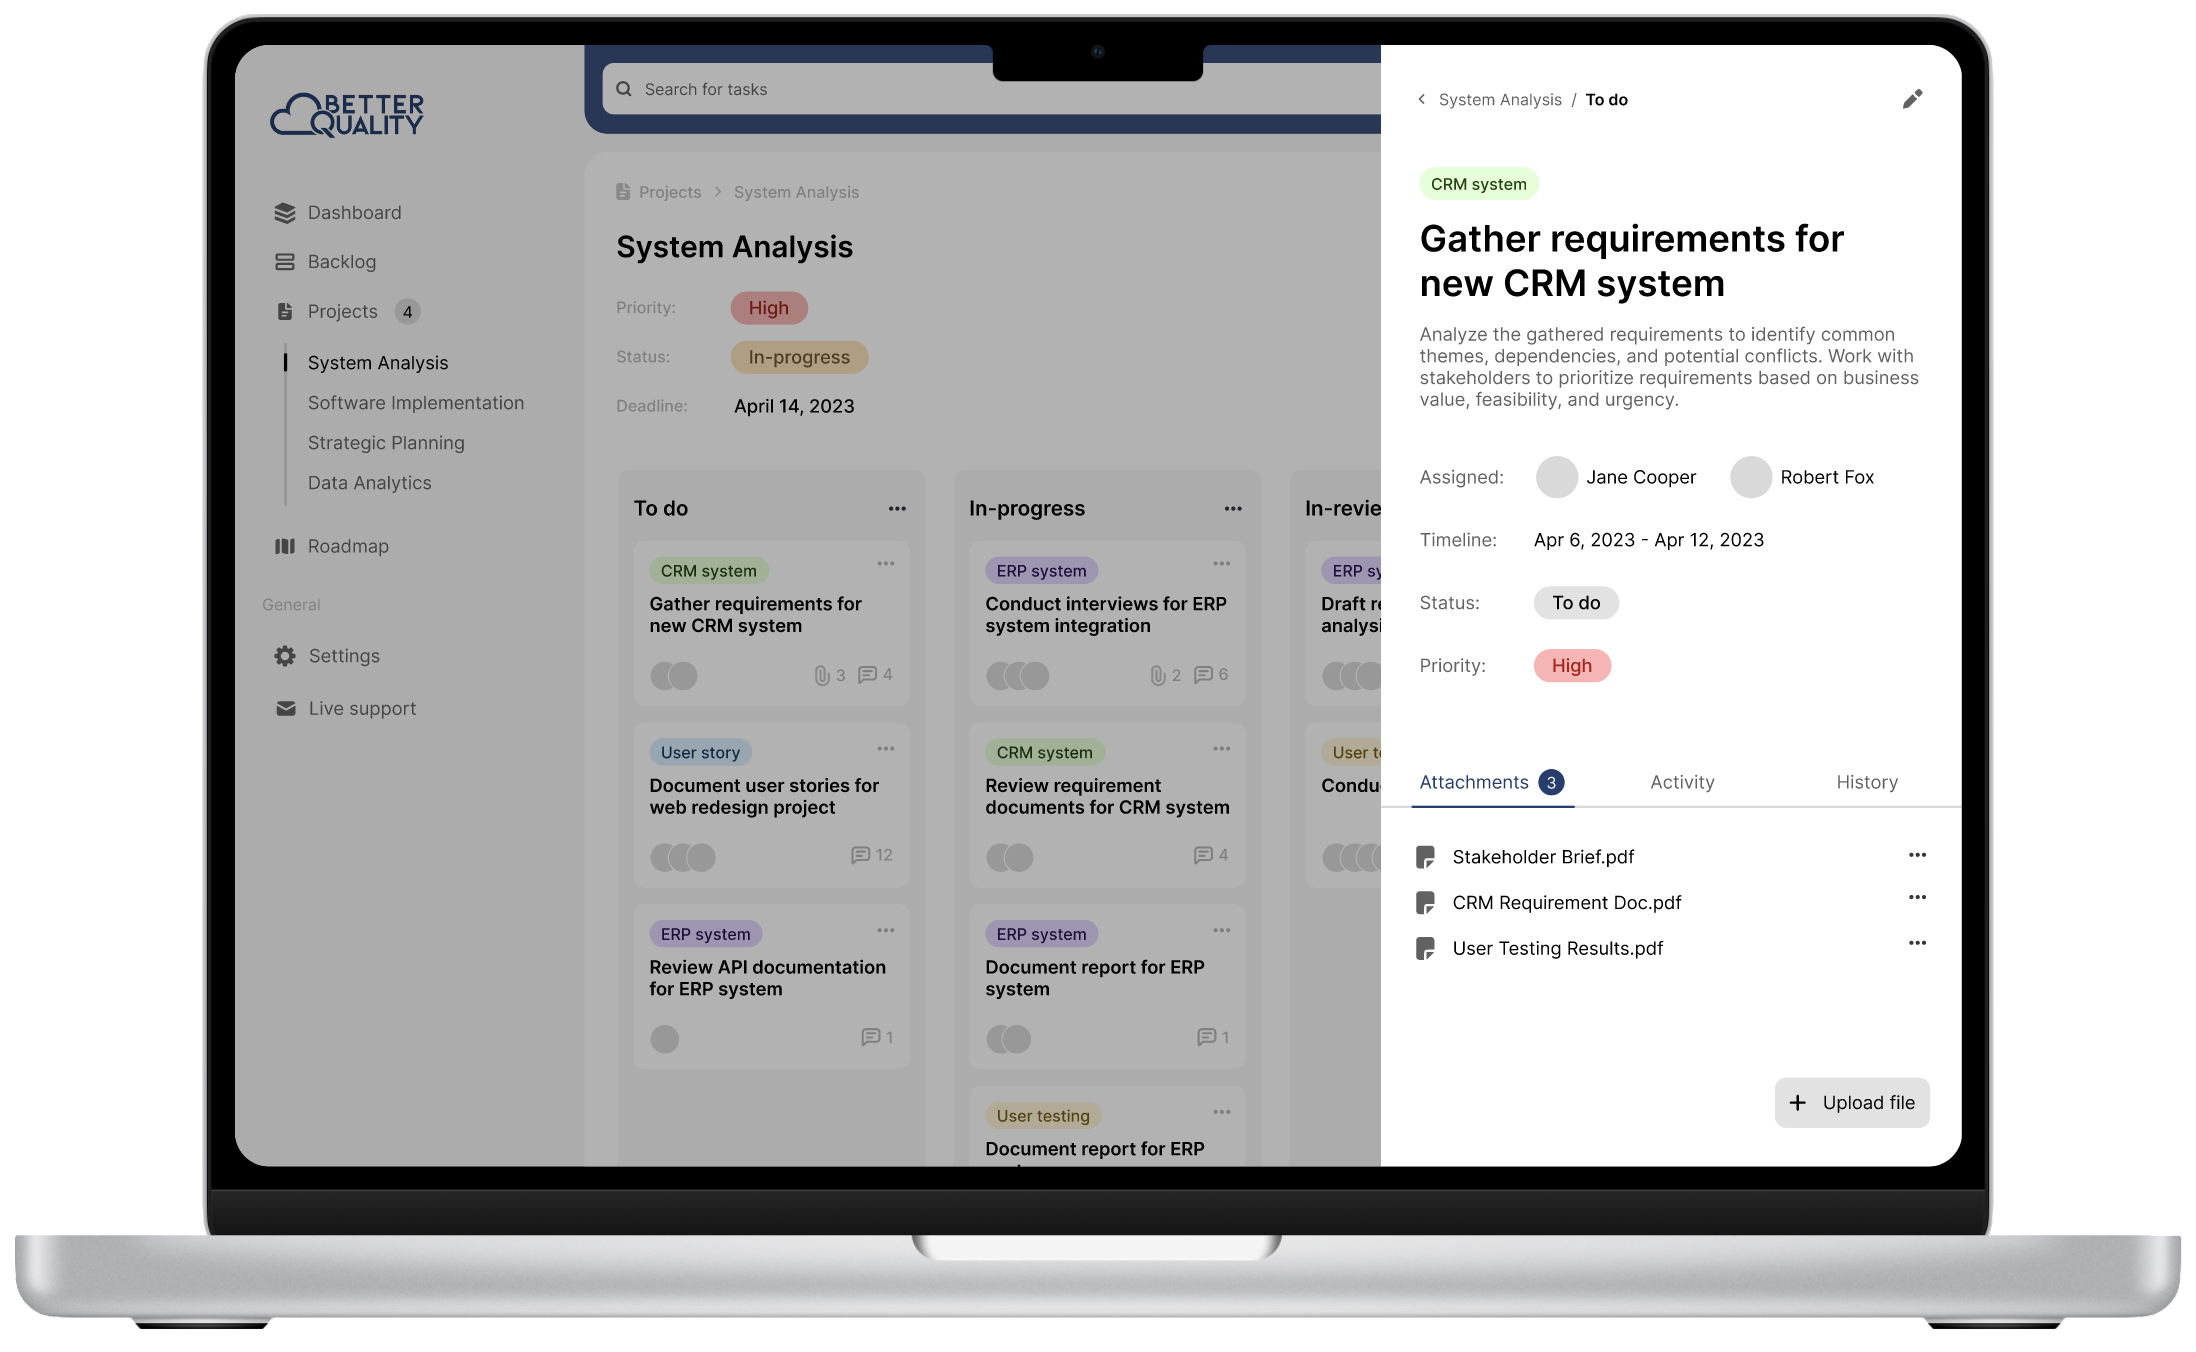 BETTER
QUALITY
Dashboard
Backlog
Projects 4
System Analysis
Software Implementation
Strategic Planning
Data Analytics
Roadmap
General
Settings
Live support
Search for tasks
Projects > System Analysis
System Analysis
Priority: High
Status: In-progress
Deadline: April 14, 2023
To do
CRM system
Gather requirements for
new CRM system
3 4
User story
Document user stories for
web redesign project
12
ERP system
Review API documentation
for ERP system
1
In-progress
ERP system
Conduct interviews for ERP
system integration
2 6
CRM system
Review requirement
documents for CRM system
4
ERP system
Document report for ERP
system
1
User testing
Document report for ERP
In-revie
ERP sy
Draft re
analysi
User te
Condu
< System Analysis / To do
CRM system
Gather requirements for
new CRM system
Analyze the gathered requirements to identify common
themes, dependencies, and potential conflicts. Work with
stakeholders to prioritize requirements based on business
value, feasibility, and urgency.
Assigned: Jane Cooper Robert Fox
Timeline: Apr 6, 2023 - Apr 12, 2023
Status: To do
Priority: High
Attachments 3 Activity History
Stakeholder Brief.pdf
CRM Requirement Doc.pdf
User Testing Results.pdf
+ Upload file